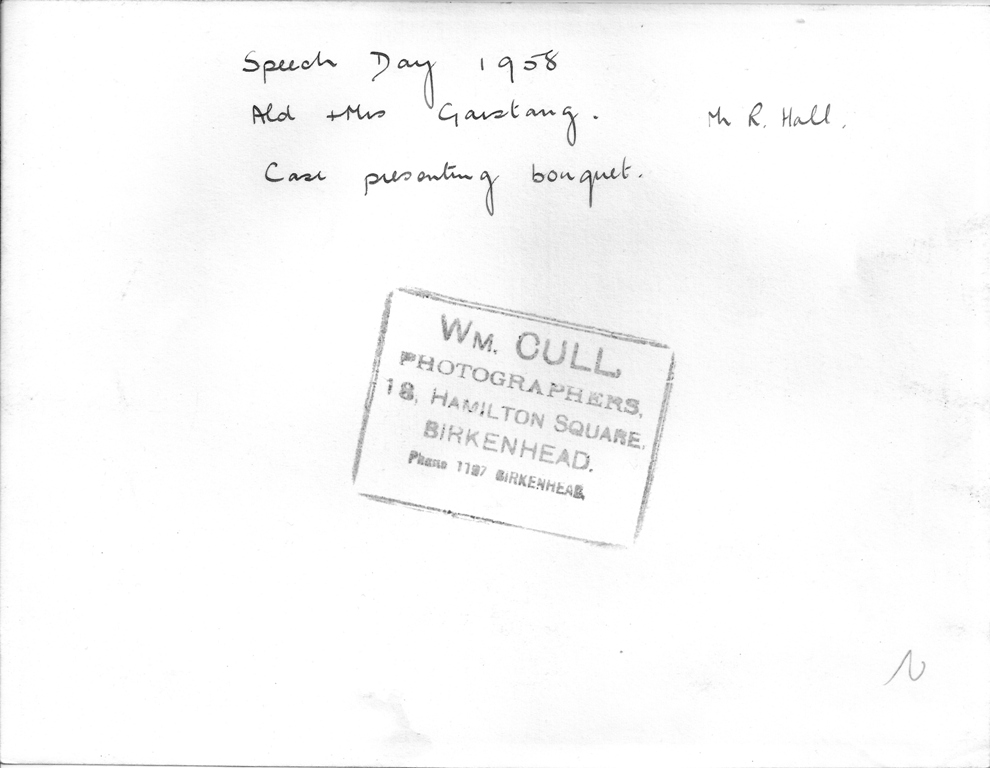 Speech Day 1958
Ald + Mrs Garstang. Mr R. Hall.
Case presenting bouquet.
WM. CULL,
PHOTOGRAPHERS,
18, HAMILTON SQUARE,
BIRKENHEAD.
Phone 1197 BIRKENHEAD.
N